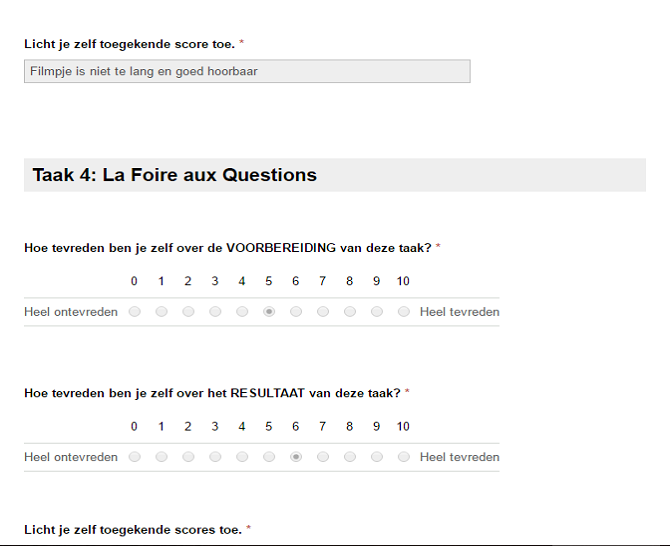 Licht je zelf toegekende score toe. *
Filmpje is niet te lang en goed hoorbaar
Taak 4: La Foire aux Questions
Hoe tevreden ben je zelf over de VOORBEREIDING van deze taak? *
0 1 2 3 4 5 6 7 8 9 10
Heel ontevreden Heel tevreden
Hoe tevreden ben je zelf over het RESULTAAT van deze taak? *
0 1 2 3 4 5 6 7 8 9 10
Heel ontevreden Heel tevreden
Licht je zelf toegekende scores toe. *